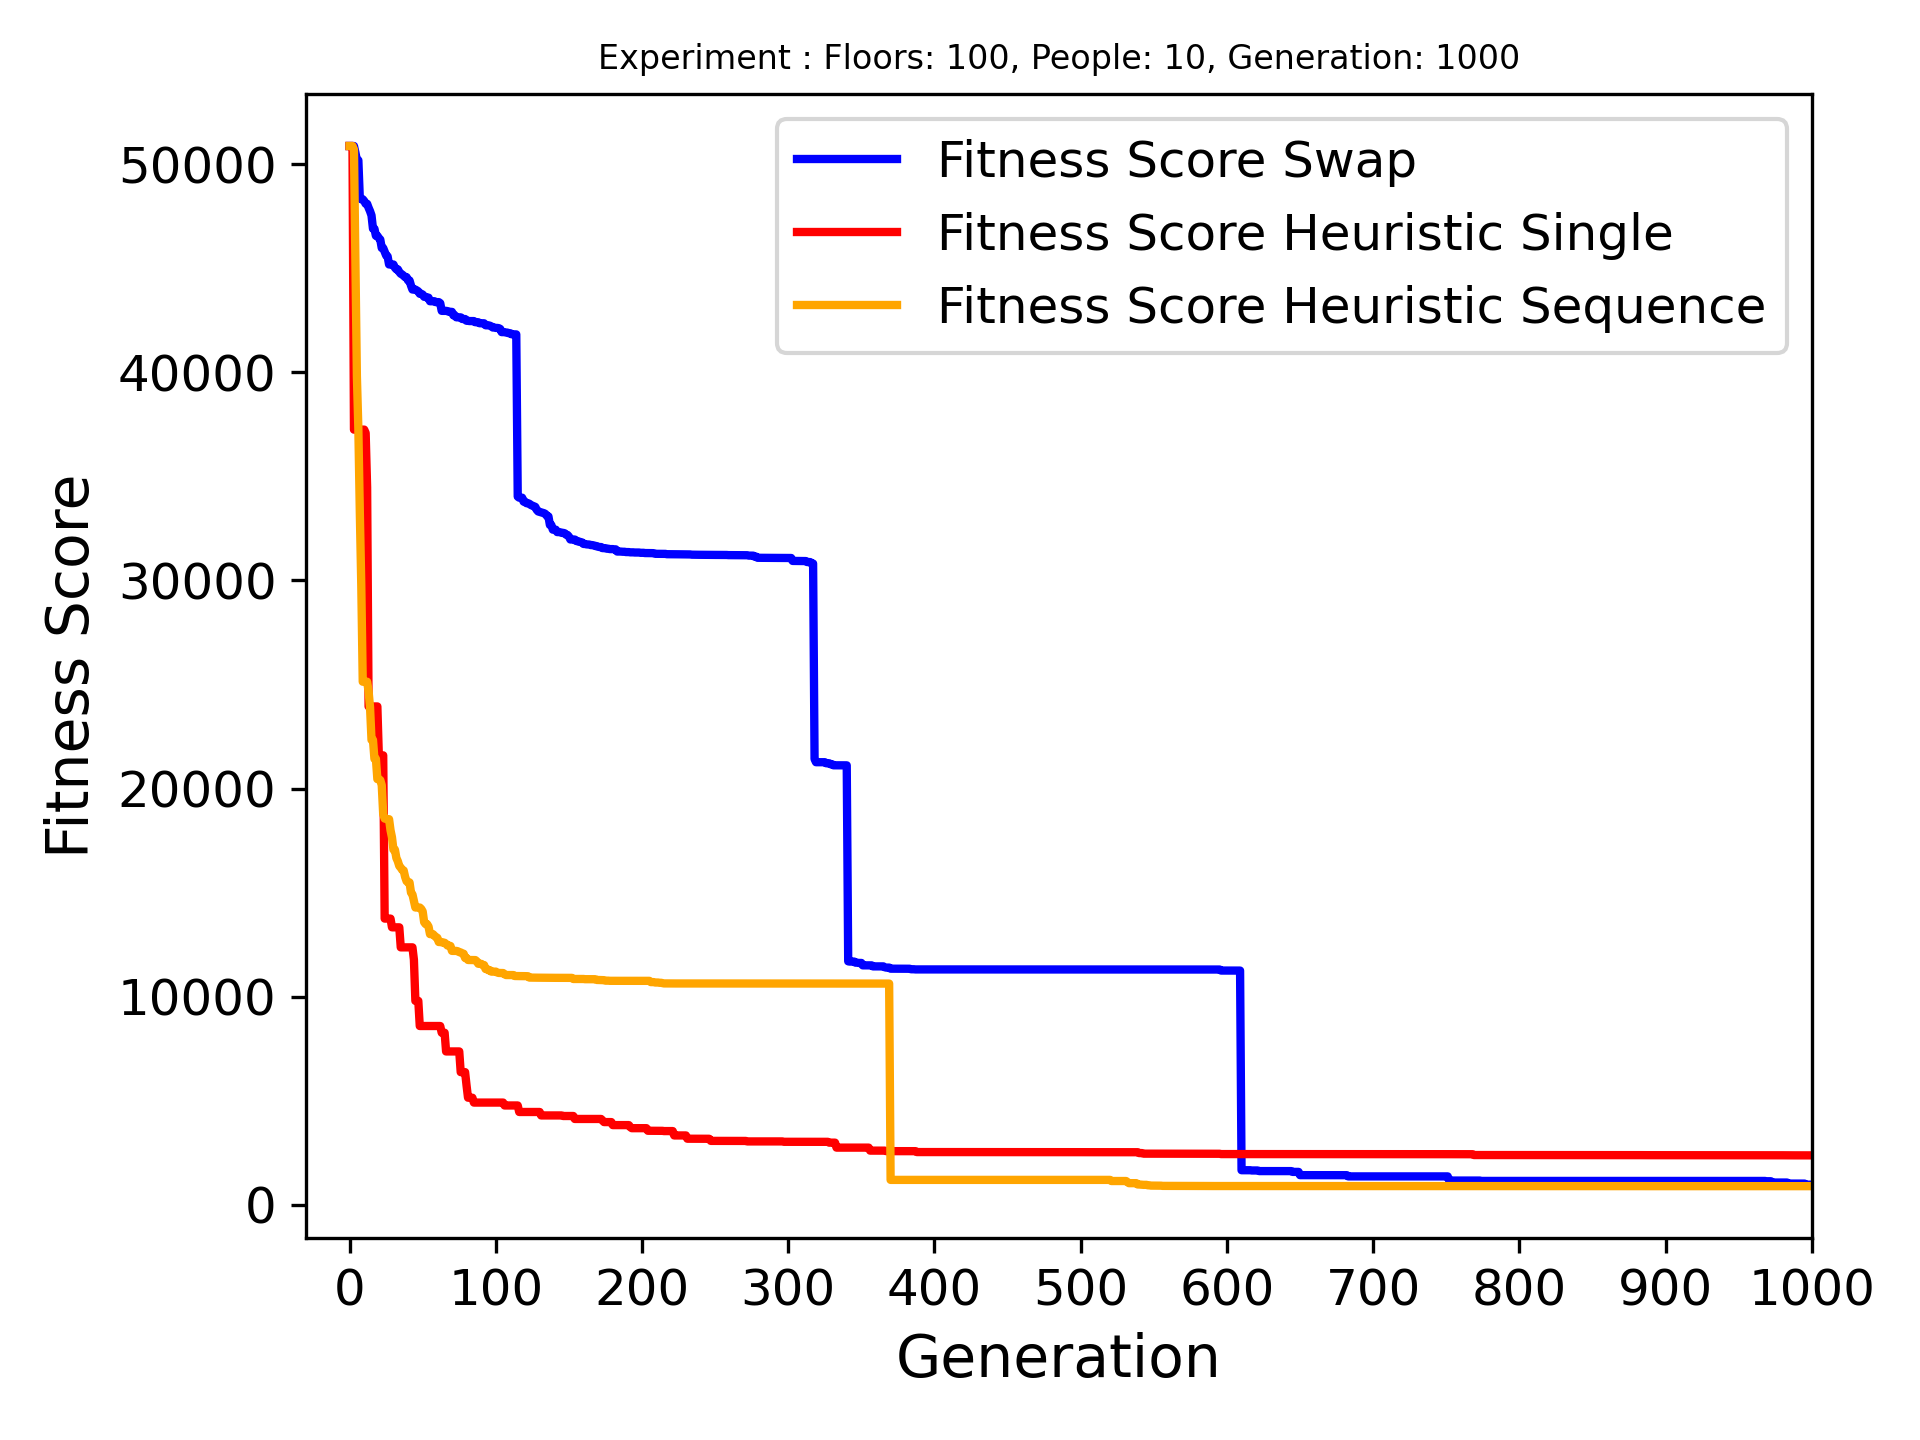 Experiment : Floors: 100, People: 10, Generation: 1000
Fitness Score Swap
Fitness Score Heuristic Single
Fitness Score Heuristic Sequence
Fitness Score
50000
40000
30000
20000
10000
0
0 100 200 300 400 500 600 700 800 900 1000
Generation